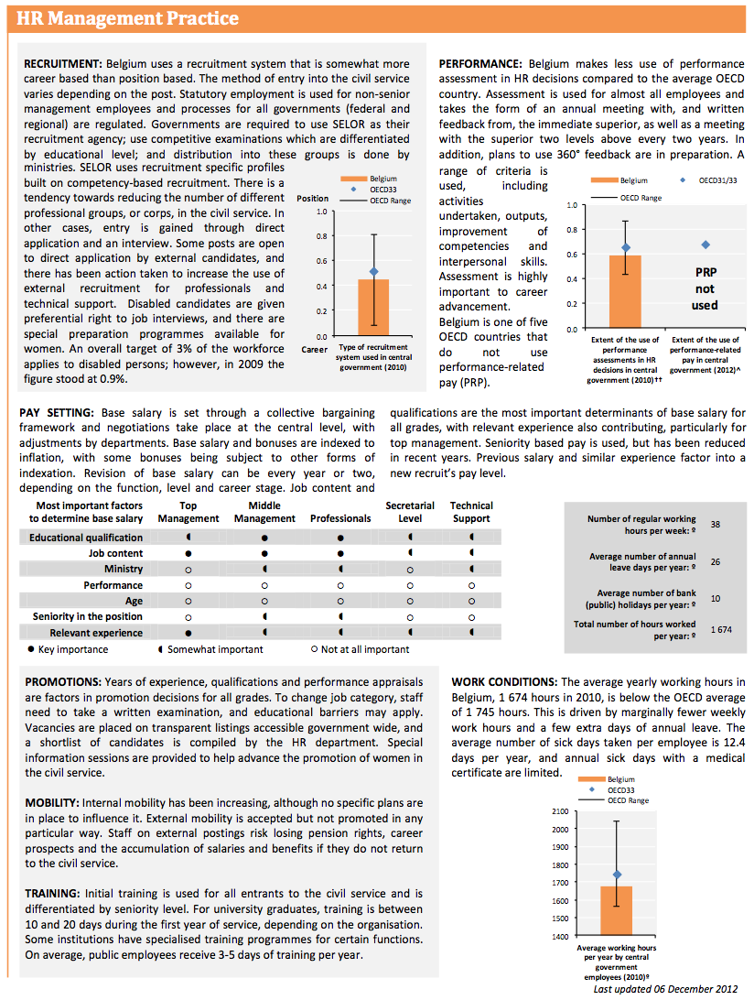 HR Management Practice
RECRUITMENT: Belgium uses a recruitment system that is somewhat more
career based than position based. The method of entry into the civil service
varies depending on the post. Statutory employment is used for non-senior
management employees and processes for all governments (federal and
regional) are regulated. Governments are required to use SELOR as their
recruitment agency; use competitive examinations which are differentiated
by educational level; and distribution into these groups is done by
ministries. SELOR uses recruitment specific profiles
built on competency-based recruitment. There is a
tendency towards reducing the number of different
professional groups, or corps, in the civil service. In
other cases, entry is gained through direct
application and an interview. Some posts are open
to direct application by external candidates, and
there has been action taken to increase the use of
external recruitment for professionals and
technical support. Disabled candidates are given
preferential right to job interviews, and there are
special preparation programmes available for
women. An overall target of 3% of the workforce
applies to disabled persons; however, in 2009 the
figure stood at 0.9%.
Belgium
OECD33
OECD Range
Position
1.0
0.8
0.6
0.4
0.2
0.0
Career
Type of recruitment
system used in central
government (2010)
PERFORMANCE: Belgium makes less use of performance
assessment in HR decisions compared to the average OECD
country. Assessment is used for almost all employees and
takes the form of an annual meeting with, and written
feedback from, the immediate superior, as well as a meeting
with the superior two levels above every two years. In
addition, plans to use 360° feedback are in preparation. A
range of criteria is
used, including
activities
undertaken, outputs,
improvement of
competencies and
interpersonal skills.
Assessment is highly
important to career
advancement.
Belgium is one of five
OECD countries that
do not use
performance-related
pay (PRP).
Belgium
OECD31/33
OECD Range
1.0
0.8
0.6
0.4
0.2
0.0
PRP
not
used
Extent of the use of
performance
assessments in HR
decisions in central
government (2010)††
Extent of the use of
performance-related
pay in central
government (2012)^
PAY SETTING: Base salary is set through a collective bargaining
framework and negotiations take place at the central level, with
adjustments by departments. Base salary and bonuses are indexed to
inflation, with some bonuses being subject to other forms of
indexation. Revision of base salary can be every year or two,
depending on the function, level and career stage. Job content and
qualifications are the most important determinants of base salary for
all grades, with relevant experience also contributing, particularly for
top management. Seniority based pay is used, but has been reduced
in recent years. Previous salary and similar experience factor into a
new recruit's pay level.
Most important factors
to determine base salary
Top
Management
Middle
Management
Professionals
Secretarial
Level
Technical
Support
Educational qualification ◖ ● ● ◖ ◖
Job content ● ● ● ◖ ◖
Ministry ○ ◖ ◖ ○ ◖
Performance ○ ○ ○ ○ ○
Age ○ ○ ○ ○ ○
Seniority in the position ○ ◖ ◖ ○ ○
Relevant experience ● ◖ ◖ ◖ ◖
● Key importance ◖ Somewhat important ○ Not at all important
Number of regular working
hours per week: º 38
Average number of annual
leave days per year: º 26
Average number of bank
(public) holidays per year: º 10
Total number of hours worked
per year: º 1 674
PROMOTIONS: Years of experience, qualifications and performance appraisals
are factors in promotion decisions for all grades. To change job category, staff
need to take a written examination, and educational barriers may apply.
Vacancies are placed on transparent listings accessible government wide, and
a shortlist of candidates is compiled by the HR department. Special
information sessions are provided to help advance the promotion of women in
the civil service.
MOBILITY: Internal mobility has been increasing, although no specific plans are
in place to influence it. External mobility is accepted but not promoted in any
particular way. Staff on external postings risk losing pension rights, career
prospects and the accumulation of salaries and benefits if they do not return
to the civil service.
TRAINING: Initial training is used for all entrants to the civil service and is
differentiated by seniority level. For university graduates, training is between
10 and 20 days during the first year of service, depending on the organisation.
Some institutions have specialised training programmes for certain functions.
On average, public employees receive 3-5 days of training per year.
WORK CONDITIONS: The average yearly working hours in
Belgium, 1 674 hours in 2010, is below the OECD average
of 1 745 hours. This is driven by marginally fewer weekly
work hours and a few extra days of annual leave. The
average number of sick days taken per employee is 12.4
days per year, and annual sick days with a medical
certificate are limited.
Belgium
OECD33
OECD Range
2100
2000
1900
1800
1700
1600
1500
1400
Average working hours
per year by central
government
employees (2010)º
Last updated 06 December 2012